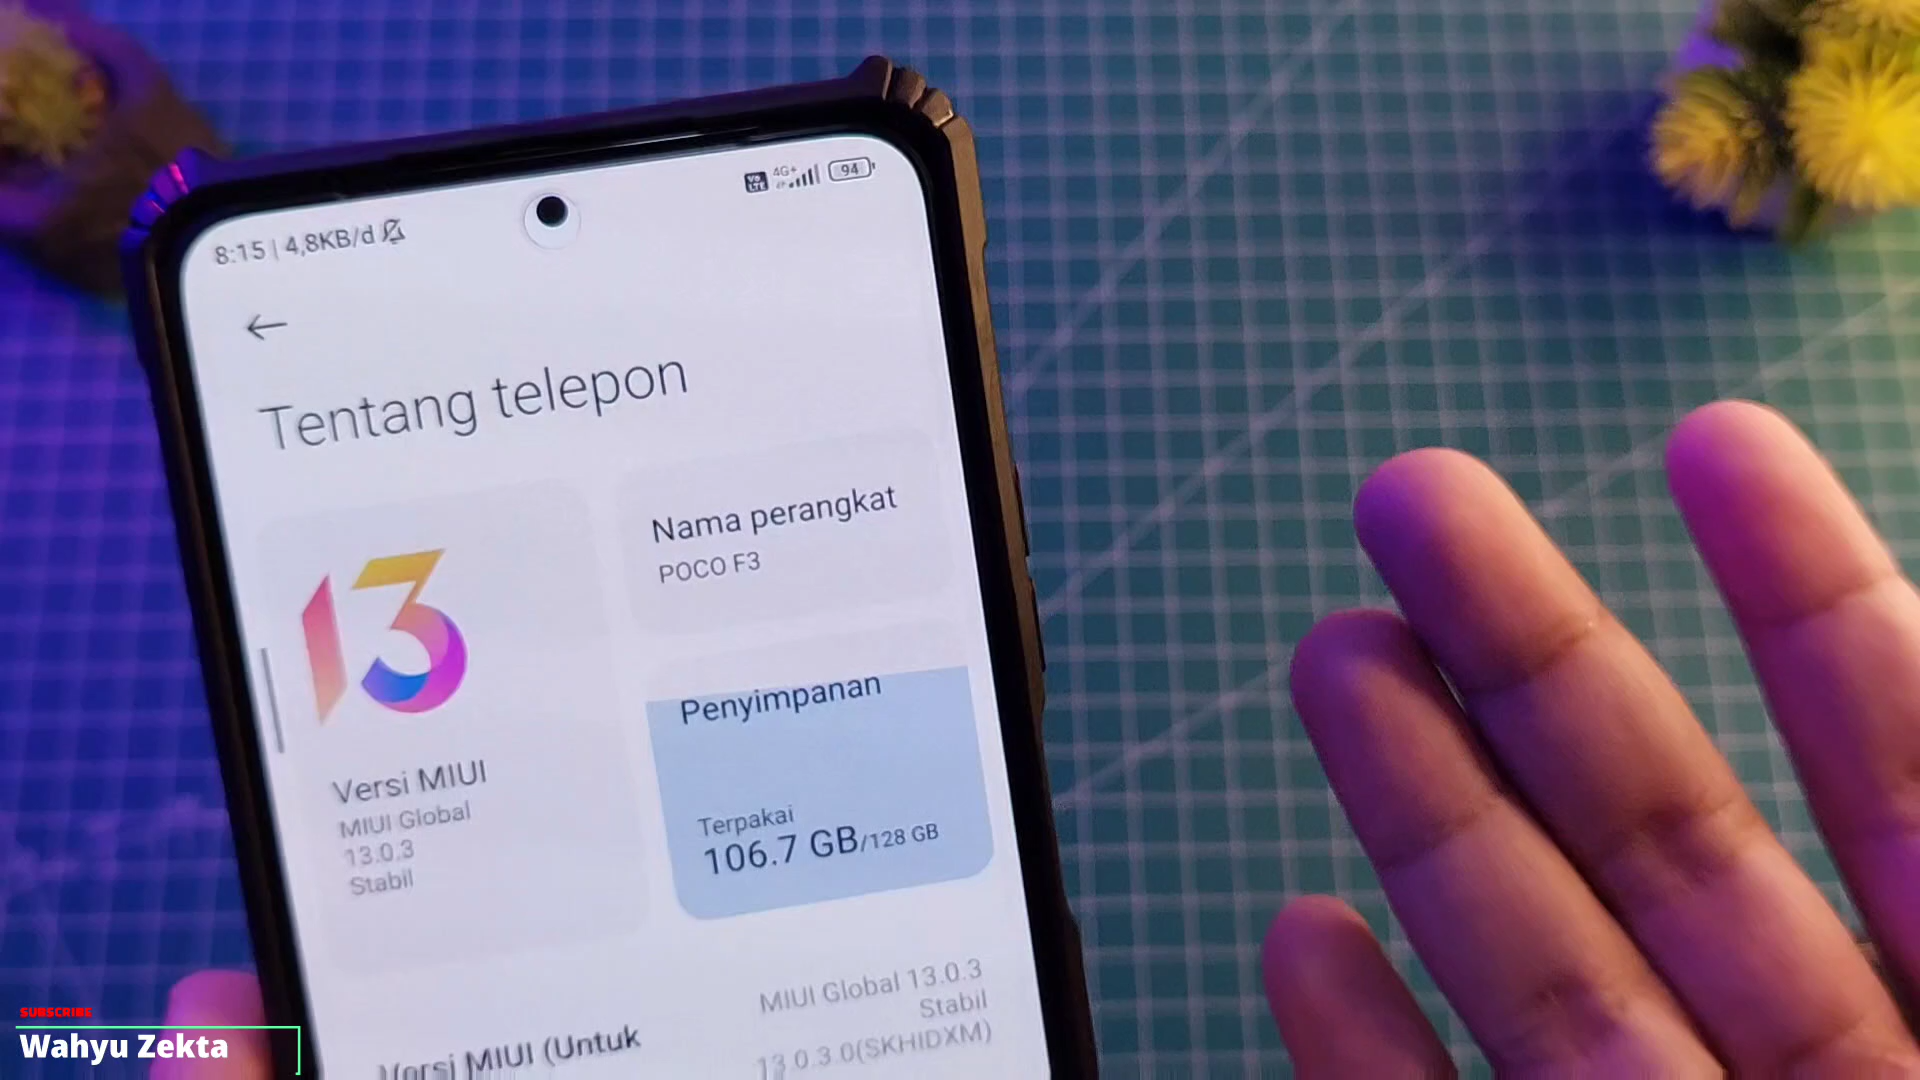 8:15 | 4,8KB/d
Vo LTE 4G+ 94
Tentang telepon
13
Versi MIUI
MIUI Global
13.0.3
Stabil
Nama perangkat
POCO F3
Penyimpanan
Terpakai
106.7 GB/128 GB
Versi MIUI (Untuk
MIUI Global 13.0.3
Stabil
13.0.3.0(SKHIDXM)
SUBSCRIBE
Wahyu Zekta